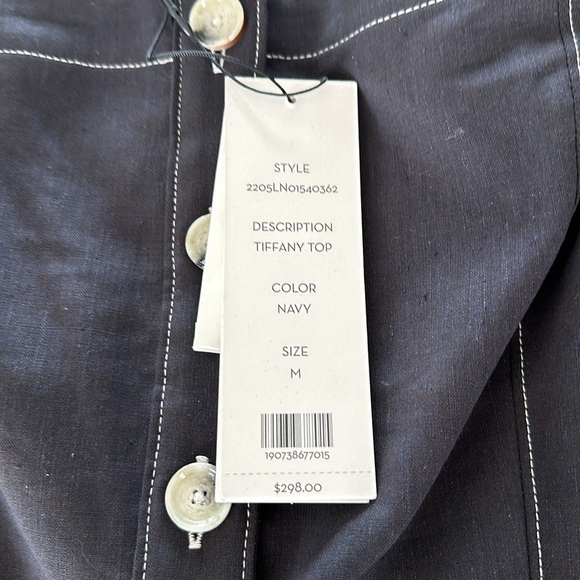 STYLE
2205LN01540362
DESCRIPTION
TIFFANY TOP
COLOR
NAVY
SIZE
M
190738677015
$298.00